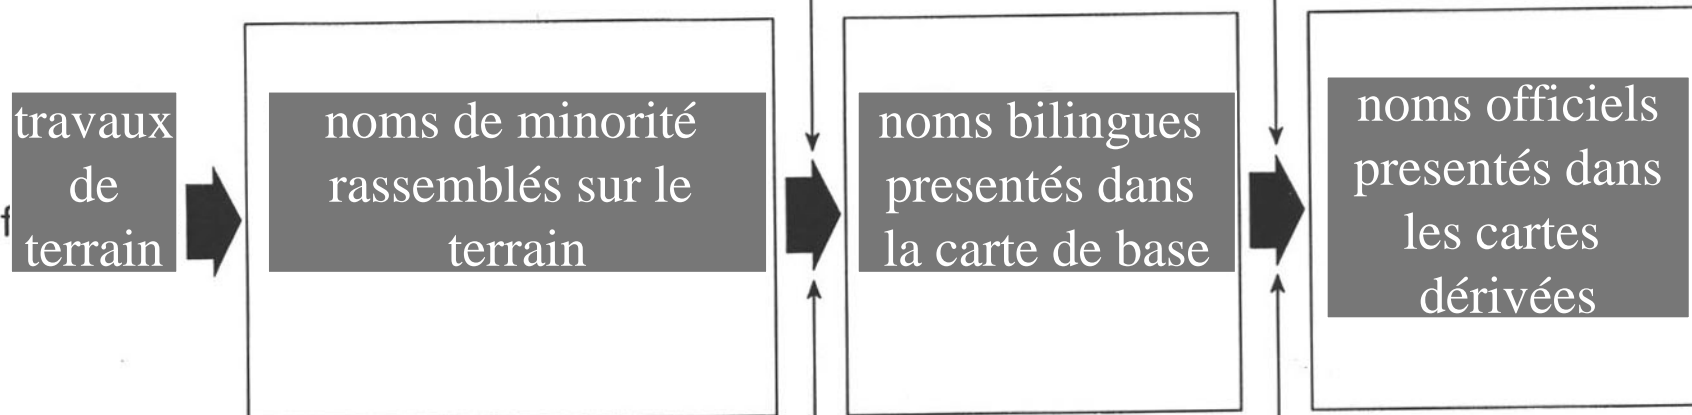 travaux
de
terrain
noms de minorité
rassemblés sur le
terrain
noms bilingues
presentés dans
la carte de base
noms officiels
presentés dans
les cartes
dérivées